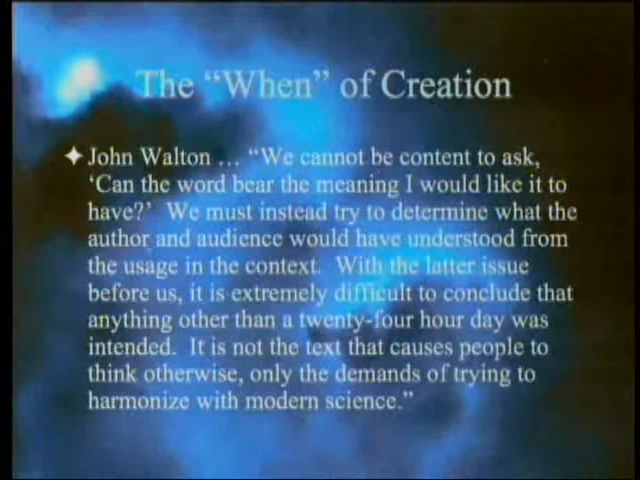 The “When” of Creation
John Walton … “We cannot be content to ask,
‘Can the word bear the meaning I would like it to
have?’ We must instead try to determine what the
author and audience would have understood from
the usage in the context. With the latter issue
before us, it is extremely difficult to conclude that
anything other than a twenty-four hour day was
intended. It is not the text that causes people to
think otherwise, only the demands of trying to
harmonize with modern science.”